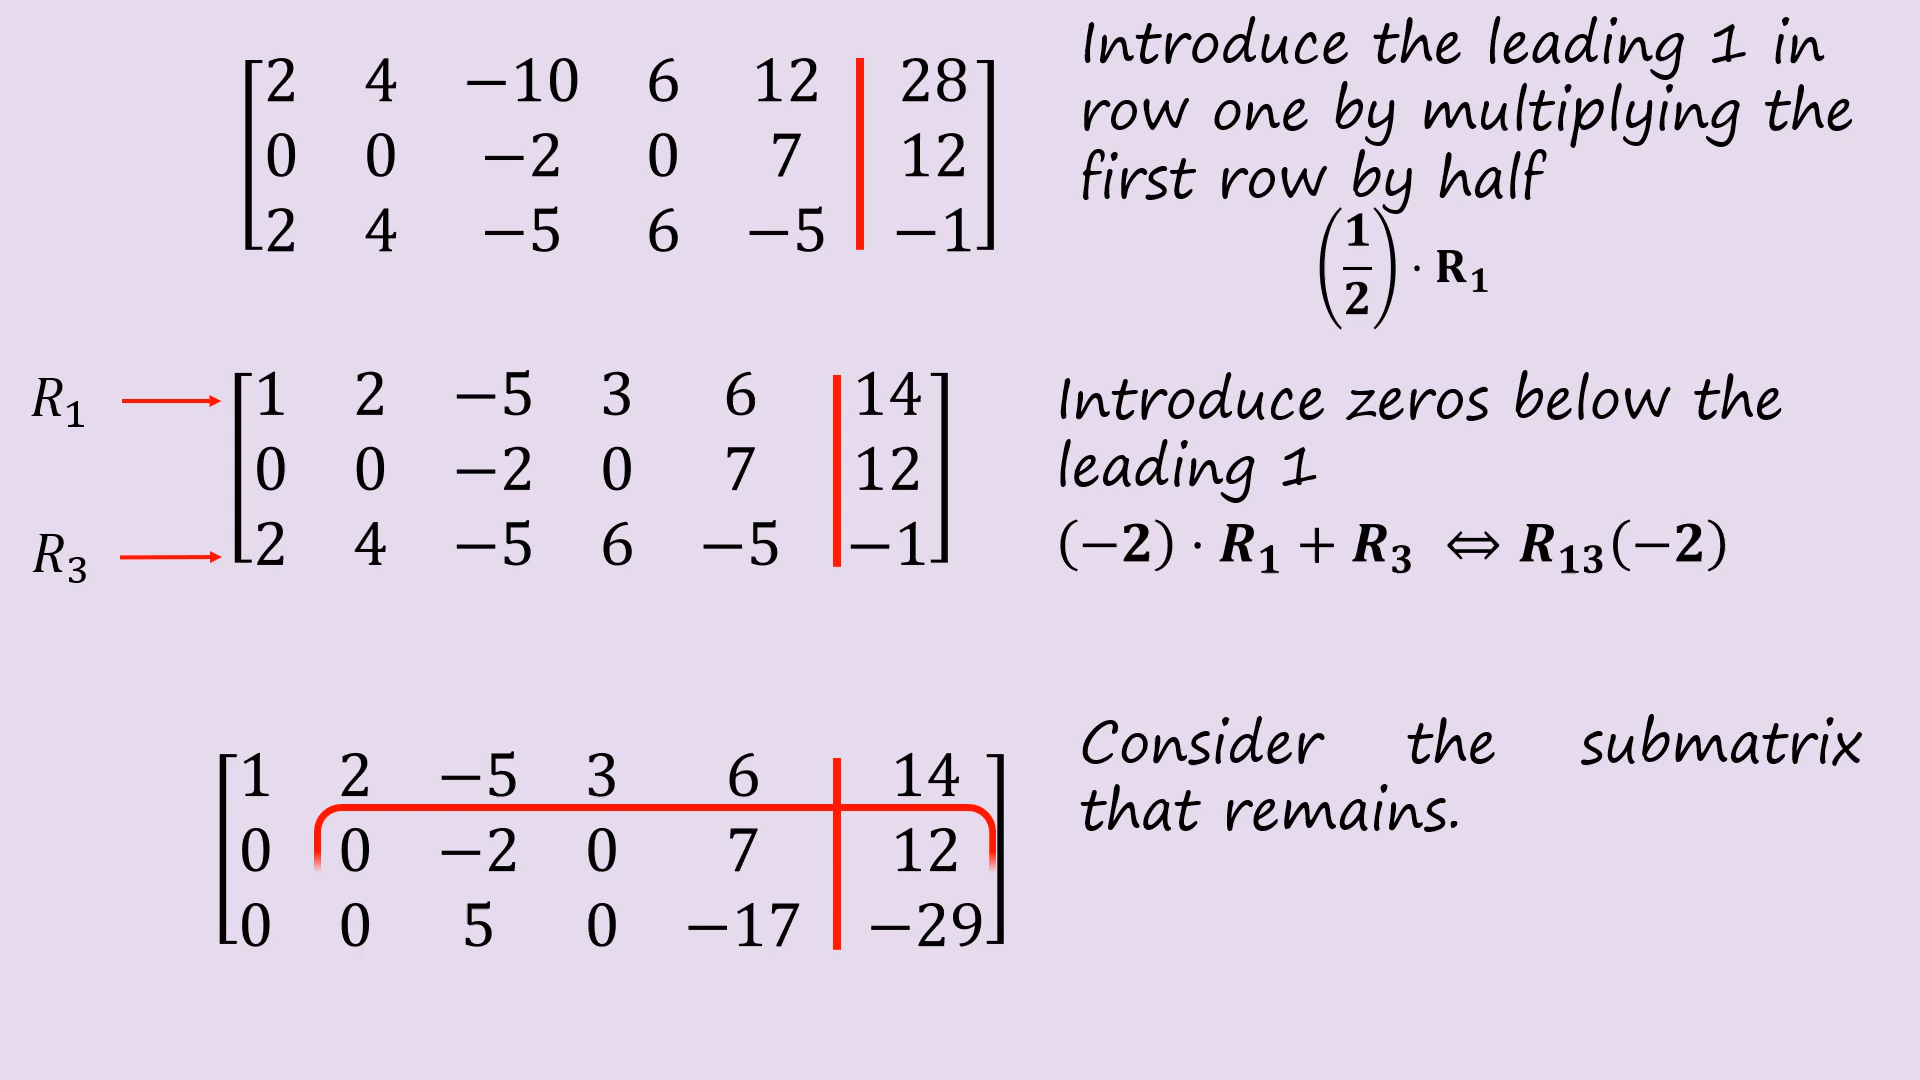 [2 4 −10 6 12 | 28]
[0 0 −2 0 7 | 12]
[2 4 −5 6 −5 | −1]
Introduce the leading 1 in
row one by multiplying the
first row by half
(1/2) · R₁
R₁ → [1 2 −5 3 6 | 14]
[0 0 −2 0 7 | 12]
R₃ → [2 4 −5 6 −5 | −1]
Introduce zeros below the
leading 1
(−2) · R₁ + R₃ ⇔ R₁₃(−2)
[1 2 −5 3 6 | 14]
[0 0 −2 0 7 | 12]
[0 0 5 0 −17 | −29]
Consider the submatrix
that remains.